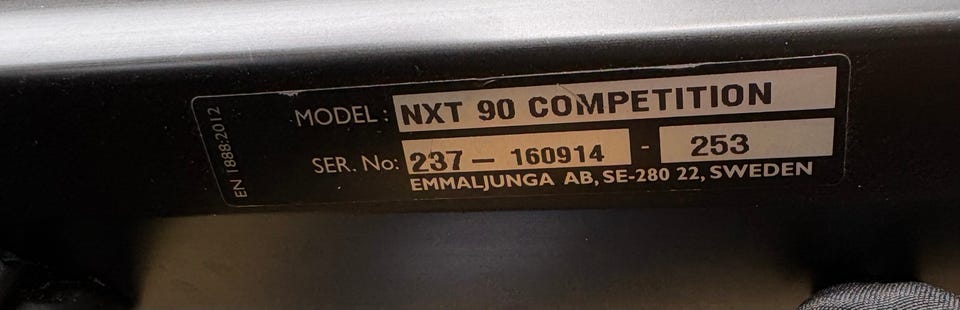 MODEL: NXT 90 COMPETITION
SER. No: 237- 160914 - 253
EMMALJUNGA AB, SE-280 22, SWEDEN
EN 1888:2012